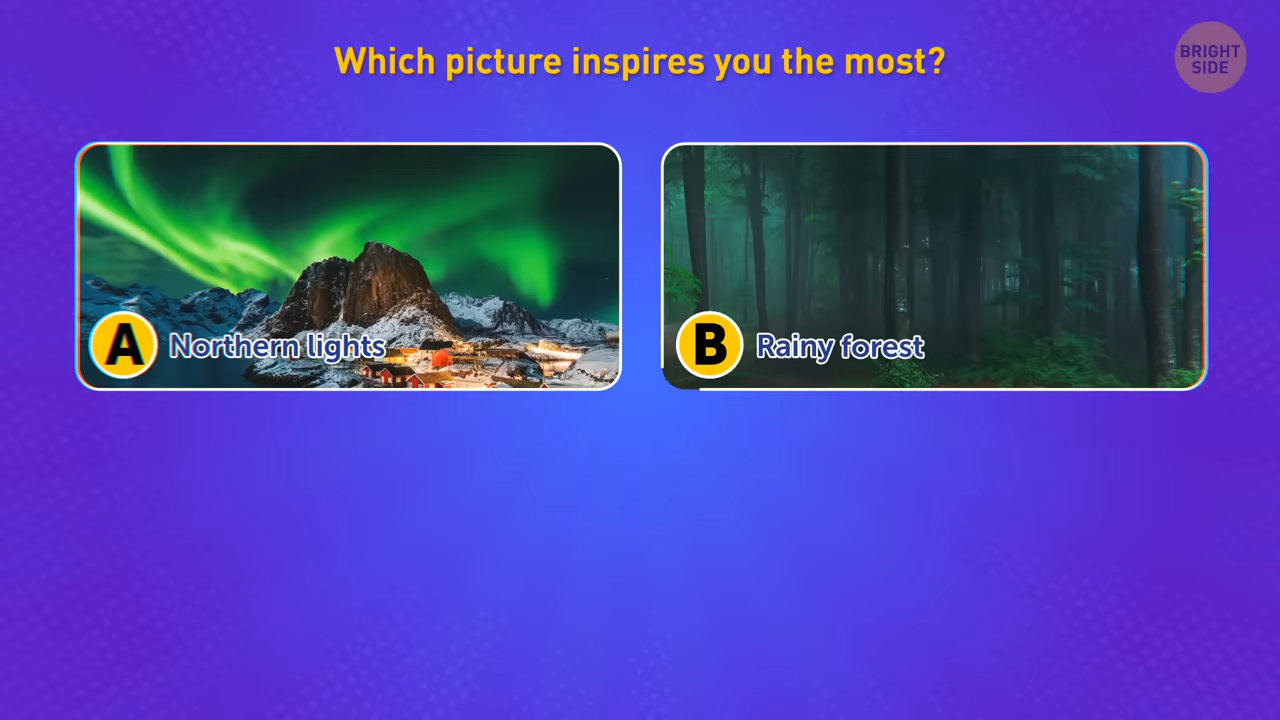 Which picture inspires you the most?
BRIGHT
SIDE
A Northern lights
B Rainy forest